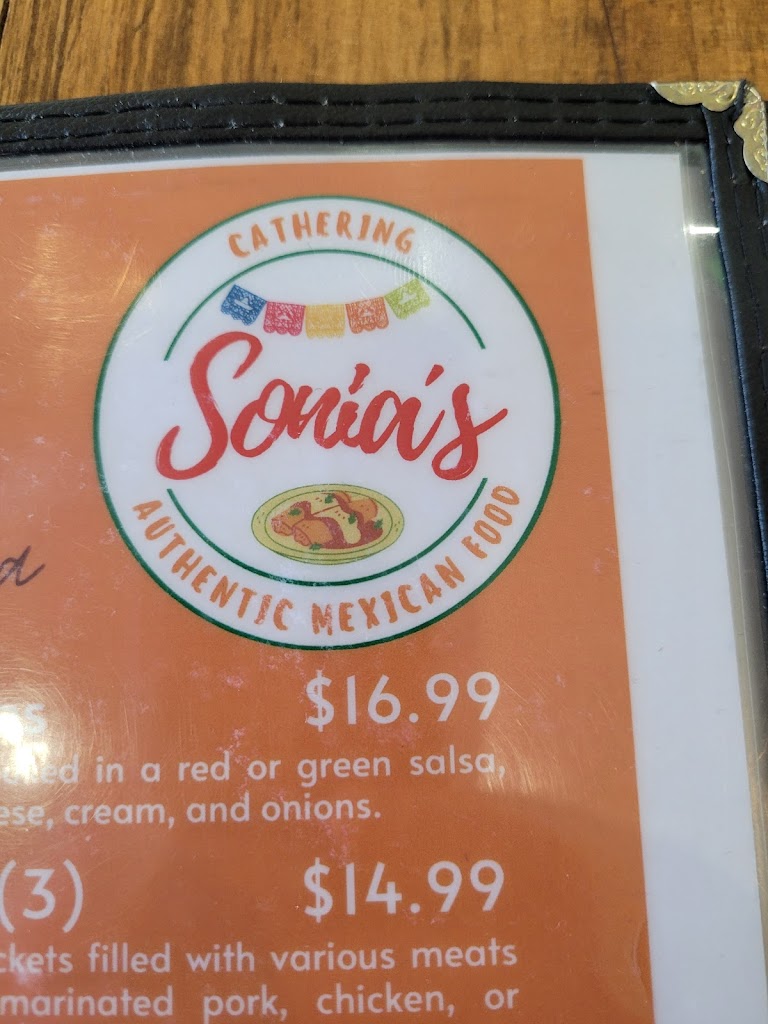 CATHERING
Sonia's
AUTHENTIC MEXICAN FOOD
$16.99
in a red or green salsa,
cream, and onions.
(3) $14.99
filled with various meats
marinated pork, chicken, or